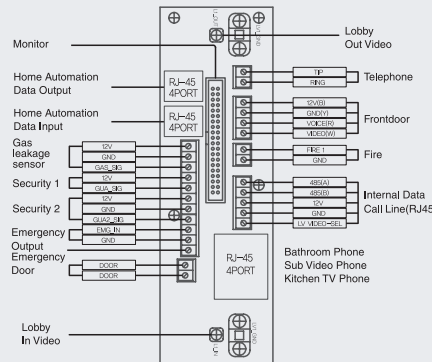 Monitor
Home Automation
Data Output
Home Automation
Data Input
Gas
leakage
sensor
Security 1
Security 2
Emergency
Output
Emergency
Door
Lobby
In Video
12V
GND
GAS_SIG
12V
GUA_SIG
12V
GND
GUA2_SIG
EMG_IN
GND
DOOR
DOOR
RJ-45
4PORT
RJ-45
4PORT
RJ-45
4PORT
Lobby
Out Video
TIP
RING
Telephone
12V(B)
GND(Y)
VOICE(R)
VIDEO(W)
Frontdoor
FIRE 1
GND
Fire
485(A)
485(B)
12V
GND
LV VIDEO-SEL
Internal Data
Call Line(RJ45
Bathroom Phone
Sub Video Phone
Kitchen TV Phone